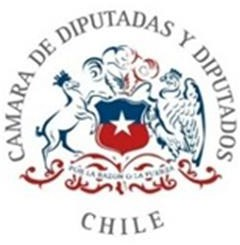 CAMARA DE DIPUTADAS Y DIPUTADOS
POR LA RAZON O LA FUERZA
CHILE